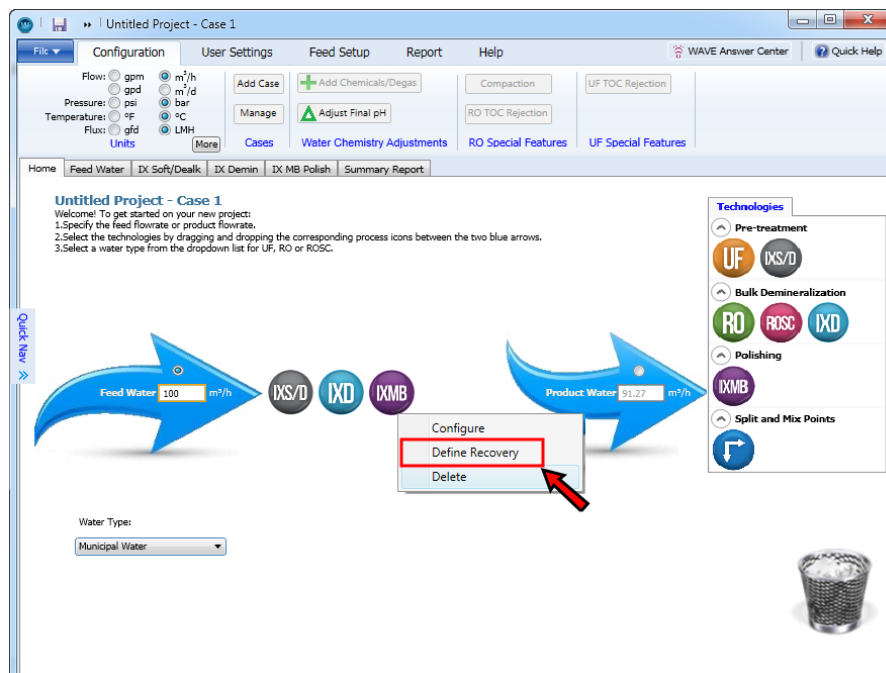 Untitled Project - Case 1
File Configuration User Settings Feed Setup Report Help WAVE Answer Center Quick Help
Flow: gpm m³/h
gpd m³/d
Pressure: psi bar
Temperature: °F °C
Flux: gfd LMH
Units More
Add Case
Manage
Cases
Add Chemicals/Degas
Adjust Final pH
Water Chemistry Adjustments
Compaction
RO TOC Rejection
RO Special Features
UF TOC Rejection
UF Special Features
Home Feed Water IX Soft/Dealk IX Demin IX MB Polish Summary Report
Untitled Project - Case 1
Welcome! To get started on your new project:
1.Specify the feed flowrate or product flowrate.
2.Select the technologies by dragging and dropping the corresponding process icons between the two blue arrows.
3.Select a water type from the dropdown list for UF, RO or ROSC.
Quick Nav
Feed Water 100 m³/h
IXS/D IXD IXMB
Product Water 91.27 m³/h
Configure
Define Recovery
Delete
Water Type:
Municipal Water
Technologies
Pre-treatment
UF IXS/D
Bulk Demineralization
RO ROSC IXD
Polishing
IXMB
Split and Mix Points